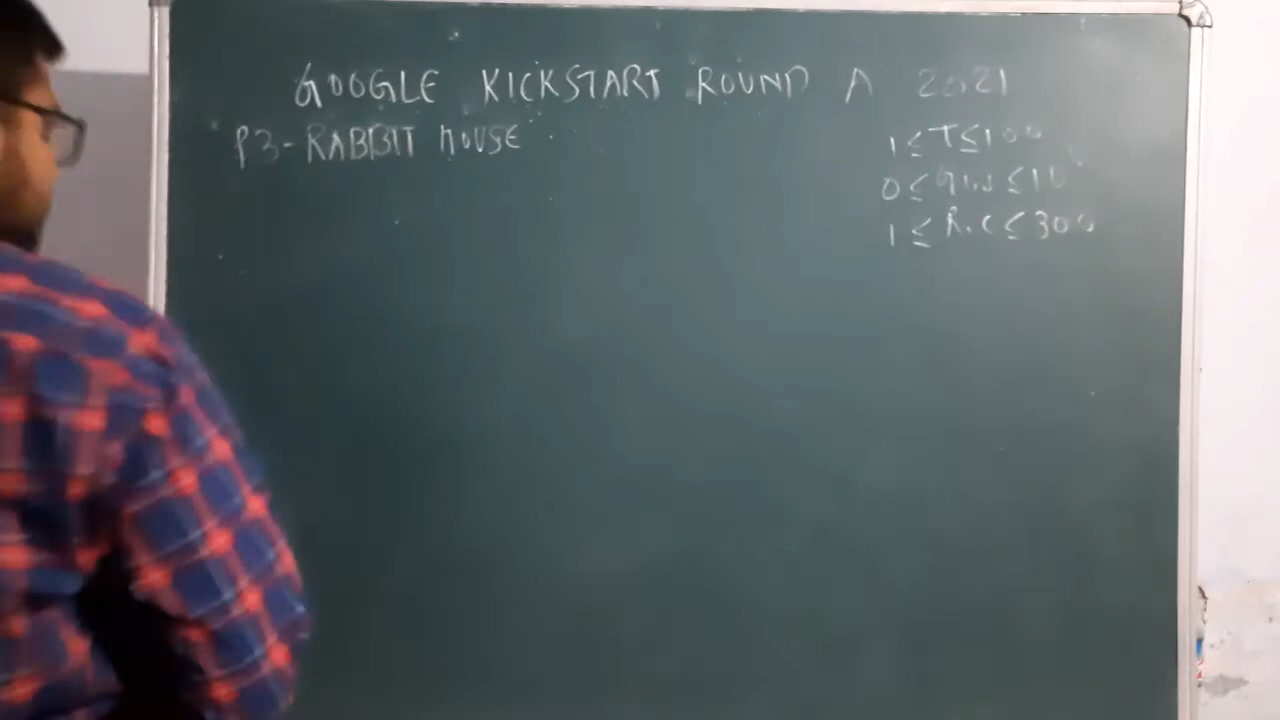 GOOGLE KICKSTART ROUND A 2021
P3-RABBIT HOUSE
1 ≤ T ≤ 100
0 ≤ ≤ 10
1 ≤ R,C ≤ 300